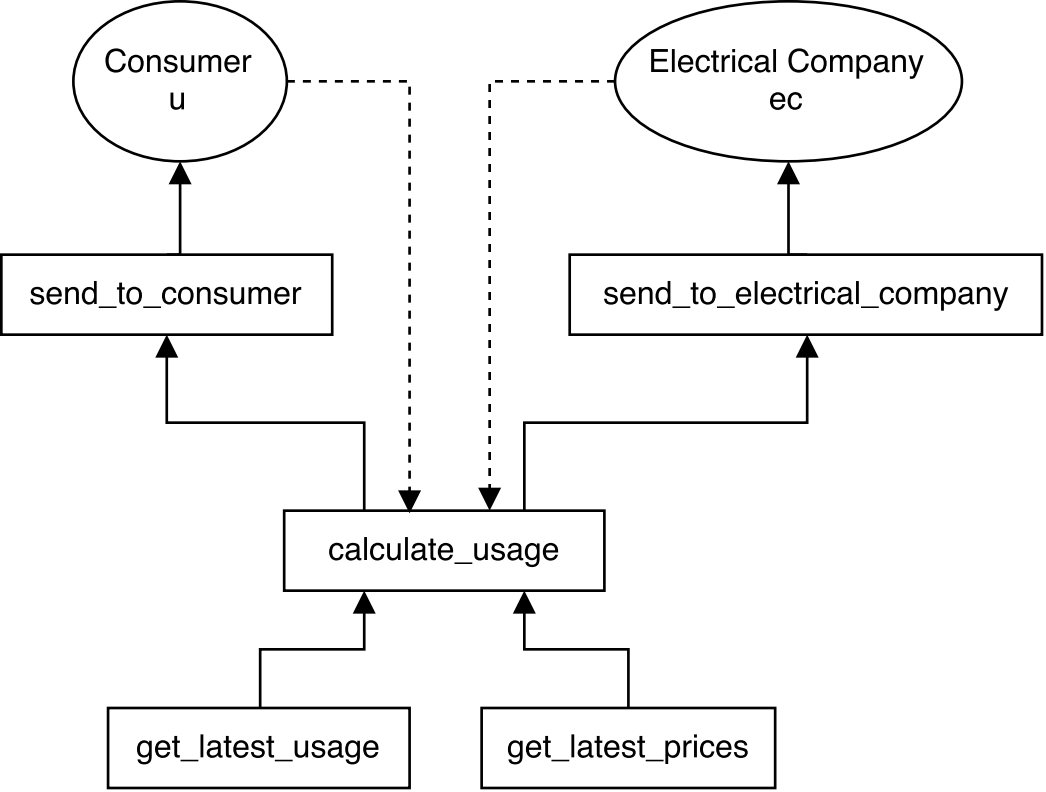 Consumer
u
Electrical Company
ec
send_to_consumer
send_to_electrical_company
calculate_usage
get_latest_usage
get_latest_prices